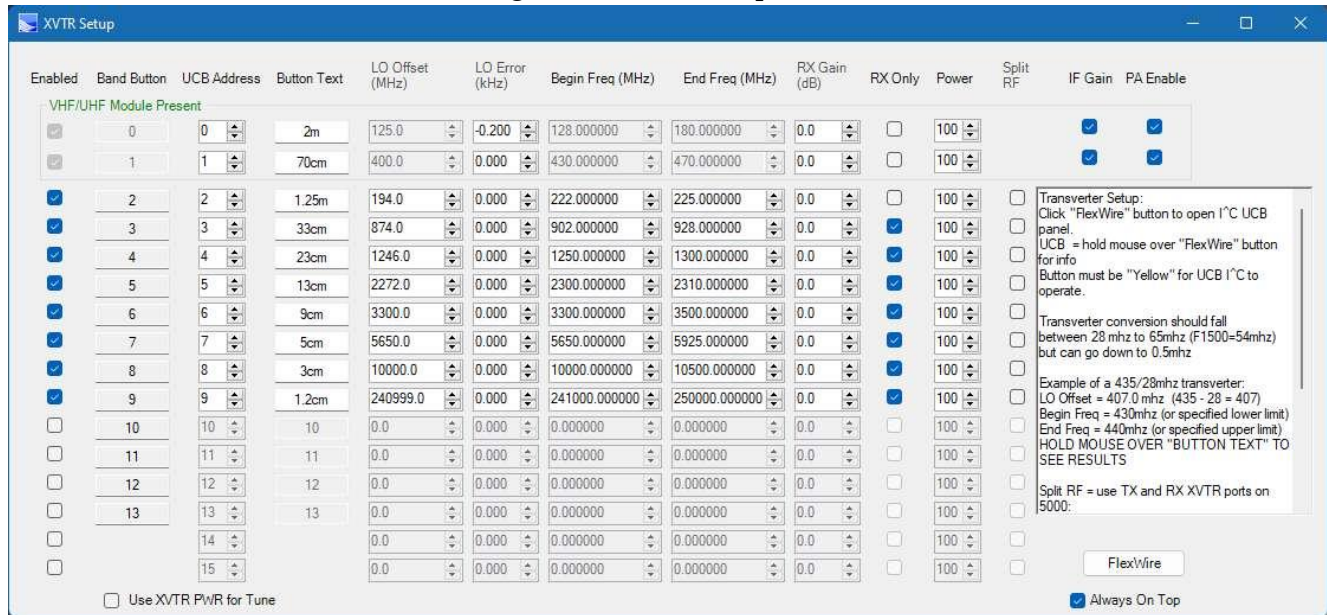 XVTR Setup
Enabled Band Button UCB Address Button Text LO Offset (MHz) LO Error (kHz) Begin Freq (MHz) End Freq (MHz) RX Gain (dB) RX Only Power Split RF IF Gain PA Enable
VHF/UHF Module Present
0 0 2m 125.0 -0.200 128.000000 180.000000 0.0 100
1 1 70cm 400.0 0.000 430.000000 470.000000 0.0 100
2 2 1.25m 194.0 0.000 222.000000 225.000000 0.0 100
3 3 33cm 874.0 0.000 902.000000 928.000000 0.0 100
4 4 23cm 1246.0 0.000 1250.000000 1300.000000 0.0 100
5 5 13cm 2272.0 0.000 2300.000000 2310.000000 0.0 100
6 6 9cm 3300.0 0.000 3300.000000 3500.000000 0.0 100
7 7 5cm 5650.0 0.000 5650.000000 5925.000000 0.0 100
8 8 3cm 10000.0 0.000 10000.000000 10500.000000 0.0 100
9 9 1.2cm 240999.0 0.000 241000.000000 250000.000000 0.0 100
10 10 10 0.0 0.000 0.000000 0.000000 0.0 100
11 11 11 0.0 0.000 0.000000 0.000000 0.0 100
12 12 12 0.0 0.000 0.000000 0.000000 0.0 100
13 13 13 0.0 0.000 0.000000 0.000000 0.0 100
14 0.0 0.000 0.000000 0.000000 0.0 100
15 0.0 0.000 0.000000 0.000000 0.0 100
Transverter Setup:
Click "FlexWire" button to open I^C UCB
panel.
UCB = hold mouse over "FlexWire" button
for info
Button must be "Yellow" for UCB I^C to
operate.
Transverter conversion should fall
between 28 mhz to 65mhz (F1500=54mhz)
but can go down to 0.5mhz
Example of a 435/28mhz transverter:
LO Offset = 407.0 mhz (435 - 28 = 407)
Begin Freq = 430mhz (or specified lower limit)
End Freq = 440mhz (or specified upper limit)
HOLD MOUSE OVER "BUTTON TEXT" TO
SEE RESULTS
Split RF = use TX and RX XVTR ports on
5000:
FlexWire
Use XVTR PWR for Tune
Always On Top